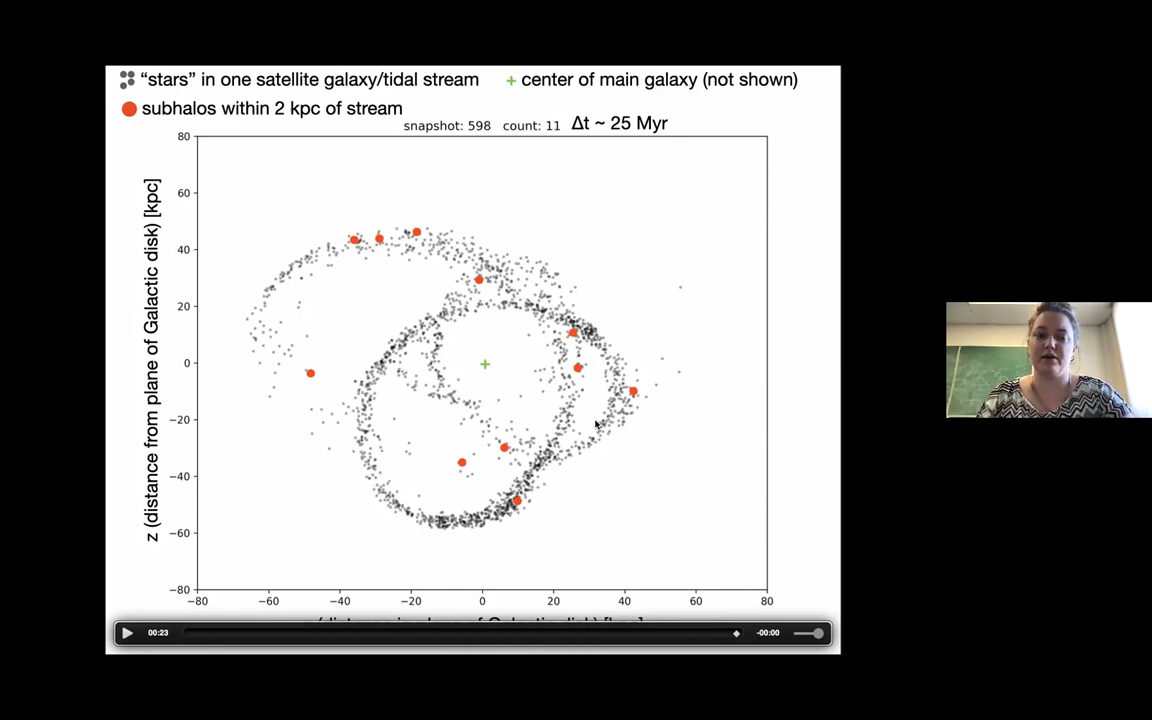 “stars” in one satellite galaxy/tidal stream
+ center of main galaxy (not shown)
subhalos within 2 kpc of stream
snapshot: 598 count: 11 Δt ~ 25 Myr
z (distance from plane of Galactic disk) [kpc]
80
60
40
20
0
−20
−40
−60
−80
−80 −60 −40 −20 0 20 40 60 80
00:23 -00:00